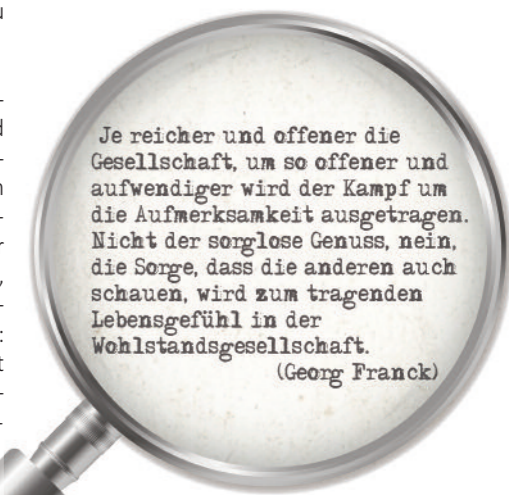 u
-
d
-
n
-
r
,
-
:
t
-
-
Je reicher und offener die
Gesellschaft, um so offener und
aufwendiger wird der Kampf um
die Aufmerksamkeit ausgetragen.
Nicht der sorglose Genuss, nein,
die Sorge, dass die anderen auch
schauen, wird zum tragenden
Lebensgefühl in der
Wohlstandsgesellschaft.
(Georg Franck)